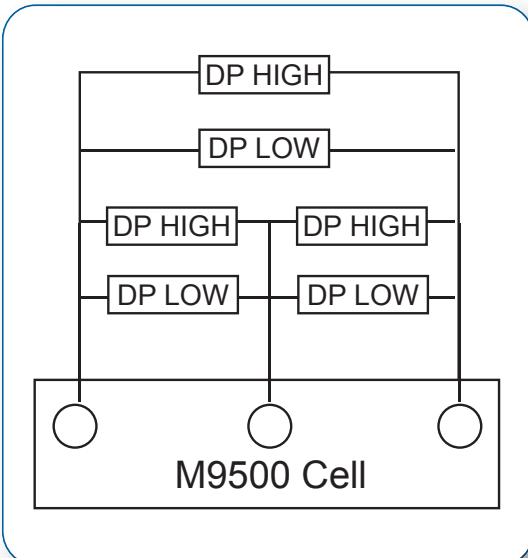 DP HIGH
DP LOW
DP HIGH DP HIGH
DP LOW DP LOW
M9500 Cell